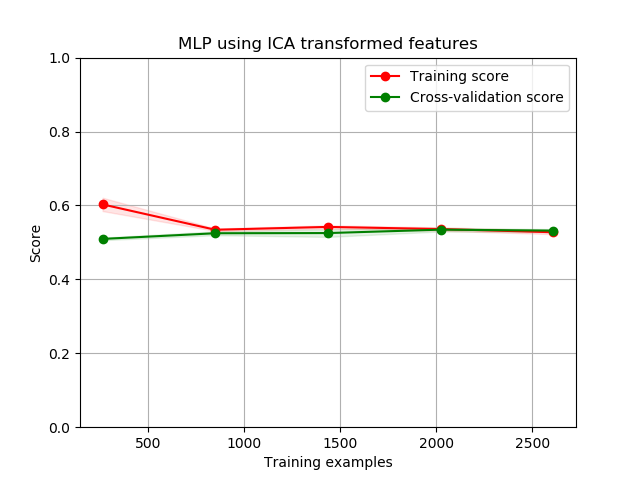 MLP using ICA transformed features
Training score
Cross-validation score
1.0
0.8
0.6
0.4
0.2
0.0
Score
500
1000
1500
2000
2500
Training examples